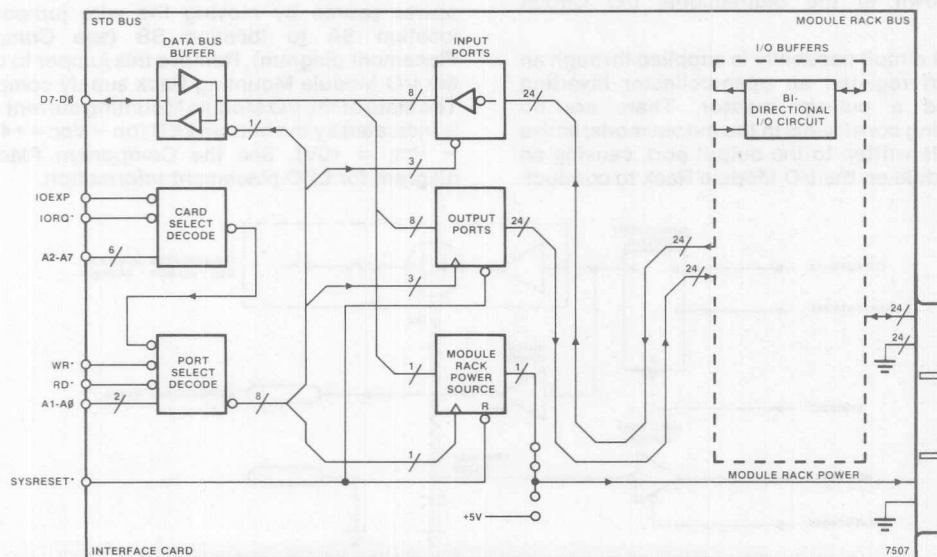 STD BUS
MODULE RACK BUS
DATA BUS
BUFFER
INPUT
PORTS
I/O BUFFERS
D7-D0
8
8
24
BI-
DIRECTIONAL
I/O CIRCUIT
3
IOEXP
IORQ*
CARD
SELECT
DECODE
8
OUTPUT
PORTS
24
A2-A7
6
3
24
24
24
24
WR*
RD*
A1-A0
2
PORT
SELECT
DECODE
8
1
MODULE
RACK
POWER
SOURCE
R
1
1
SYSRESET*
MODULE RACK POWER
+5V
INTERFACE CARD
7507